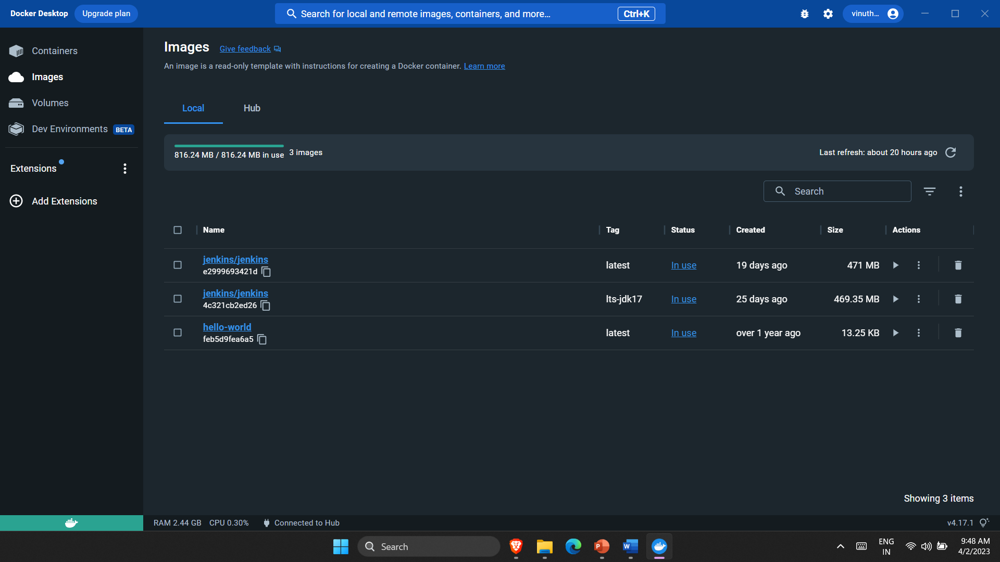 Docker Desktop Upgrade plan Search for local and remote images, containers, and more... Ctrl+K vinuth...
Containers
Images
Volumes
Dev Environments BETA
Extensions
Add Extensions
Images Give feedback
An image is a read-only template with instructions for creating a Docker container. Learn more
Local Hub
816.24 MB / 816.24 MB in use 3 images Last refresh: about 20 hours ago
Search
Name Tag Status Created Size Actions
jenkins/jenkins
e2999693421d latest In use 19 days ago 471 MB
jenkins/jenkins
4c321cb2ed26 lts-jdk17 In use 25 days ago 469.35 MB
hello-world
feb5d9fea6a5 latest In use over 1 year ago 13.25 KB
Showing 3 items
RAM 2.44 GB CPU 0.30% Connected to Hub v4.17.1
Search P W ENG 9:48 AM
IN 4/2/2023